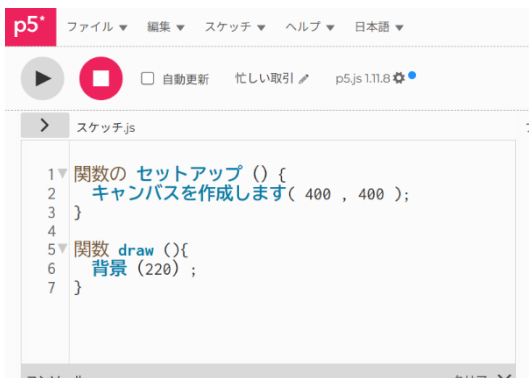 p5* ファイル ▼ 編集 ▼ スケッチ ▼ ヘルプ ▼ 日本語 ▼
自動更新 忙しい取引 p5.js 1.11.8
スケッチ.js
1 関数の セットアップ () {
2 キャンバスを作成します( 400 , 400 );
3 }
4
5 関数 draw (){
6 背景 (220) ;
7 }